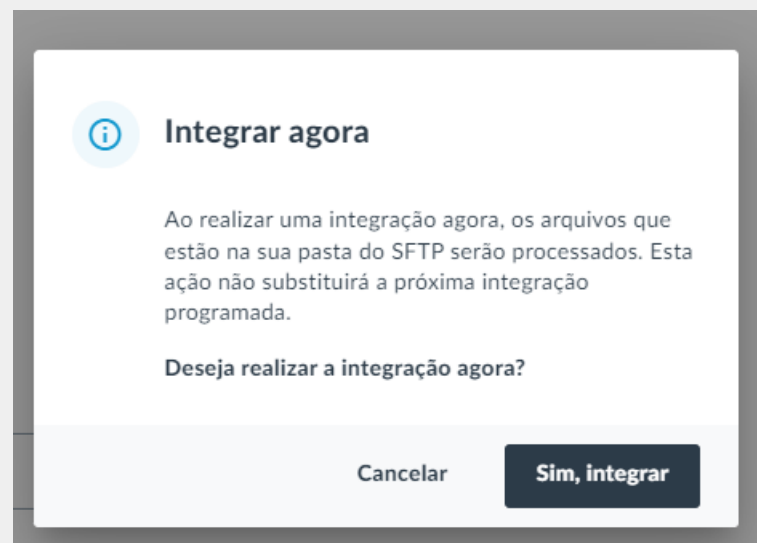 Integrar agora
Ao realizar uma integração agora, os arquivos que
estão na sua pasta do SFTP serão processados. Esta
ação não substituirá a próxima integração
programada.
Deseja realizar a integração agora?
Cancelar
Sim, integrar